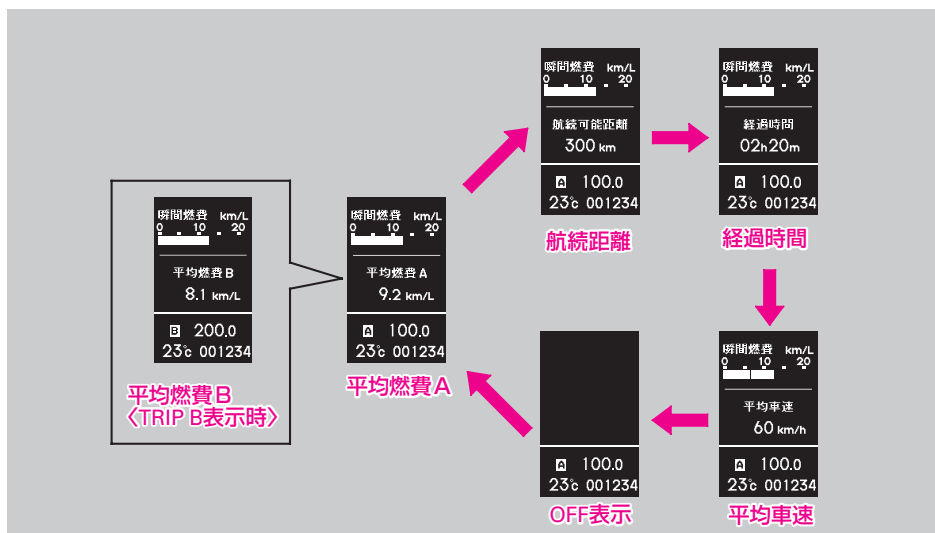 瞬間燃費 km/L
0 10 20
平均燃費 B
8.1 km/L
B 200.0
23℃ 001234
平均燃費B
〈TRIP B表示時〉
瞬間燃費 km/L
0 10 20
平均燃費 A
9.2 km/L
A 100.0
23℃ 001234
平均燃費A
瞬間燃費 km/L
0 10 20
航続可能距離
300 km
A 100.0
23℃ 001234
航続距離
瞬間燃費 km/L
0 10 20
経過時間
02h20m
A 100.0
23℃ 001234
経過時間
瞬間燃費 km/L
0 10 20
平均車速
60 km/h
A 100.0
23℃ 001234
平均車速
A 100.0
23℃ 001234
OFF表示